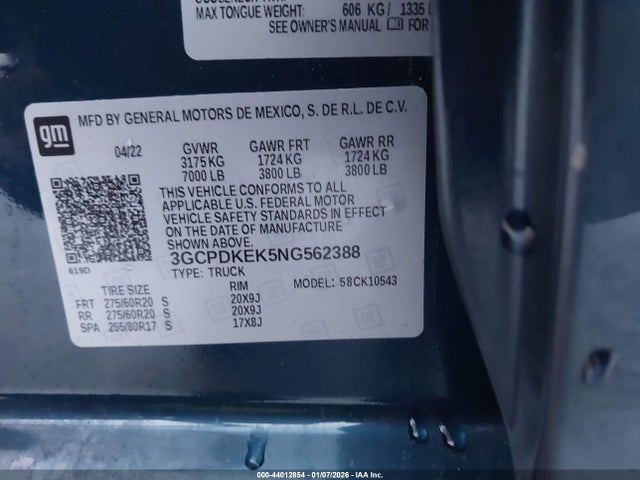 MAX TONGUE WEIGHT: 606 KG / 1335 L
SEE OWNER'S MANUAL FOR
gm
MFD BY GENERAL MOTORS DE MEXICO, S. DE R.L. DE C.V.
04/22 GVWR GAWR FRT GAWR RR
3175 KG 1724 KG 1724 KG
7000 LB 3800 LB 3800 LB
THIS VEHICLE CONFORMS TO ALL
APPLICABLE U.S. FEDERAL MOTOR
VEHICLE SAFETY STANDARDS IN EFFECT
ON THE DATE OF MANUFACTURE
SHOWN ABOVE.
619D
3GCPDKEK5NG562388
TYPE: TRUCK MODEL: 58CK10543
TIRE SIZE RIM
FRT 275/60R20 S 20X9J
RR 275/60R20 S 20X9J
SPA 255/80R17 S 17X8J
000-44012854 - 01/07/2026 - IAA Inc.